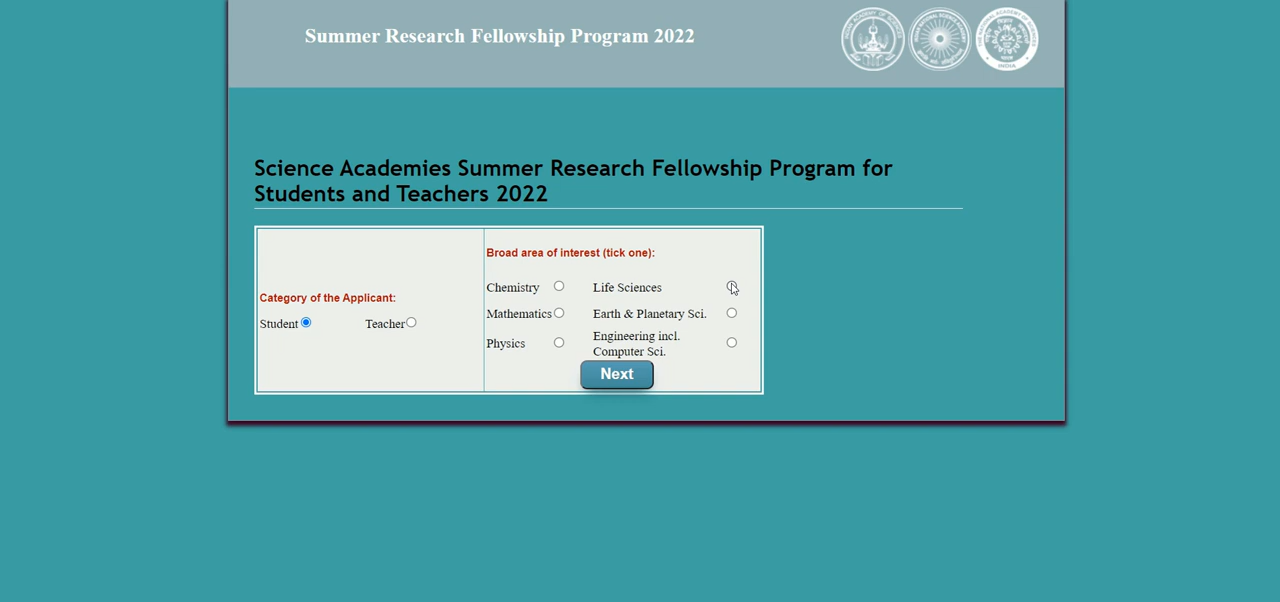 Summer Research Fellowship Program 2022
INDIA
Science Academies Summer Research Fellowship Program for
Students and Teachers 2022
Category of the Applicant:
Student Teacher
Broad area of interest (tick one):
Chemistry Life Sciences
Mathematics Earth & Planetary Sci.
Physics Engineering incl.
Computer Sci.
Next